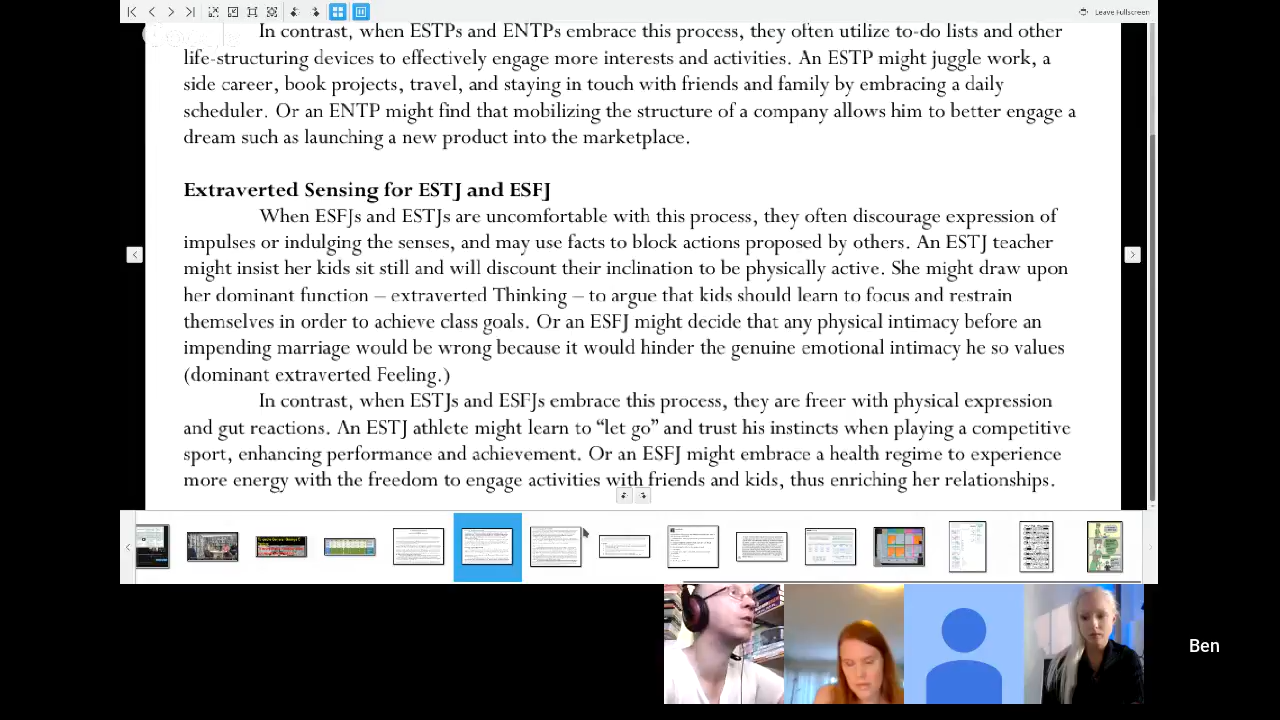 Leave Fullscreen
In contrast, when ESTPs and ENTPs embrace this process, they often utilize to-do lists and other
life-structuring devices to effectively engage more interests and activities. An ESTP might juggle work, a
side career, book projects, travel, and staying in touch with friends and family by embracing a daily
scheduler. Or an ENTP might find that mobilizing the structure of a company allows him to better engage a
dream such as launching a new product into the marketplace.
Extraverted Sensing for ESTJ and ESFJ
When ESFJs and ESTJs are uncomfortable with this process, they often discourage expression of
impulses or indulging the senses, and may use facts to block actions proposed by others. An ESTJ teacher
might insist her kids sit still and will discount their inclination to be physically active. She might draw upon
her dominant function – extraverted Thinking – to argue that kids should learn to focus and restrain
themselves in order to achieve class goals. Or an ESFJ might decide that any physical intimacy before an
impending marriage would be wrong because it would hinder the genuine emotional intimacy he so values
(dominant extraverted Feeling.)
In contrast, when ESTJs and ESFJs embrace this process, they are freer with physical expression
and gut reactions. An ESTJ athlete might learn to “let go” and trust his instincts when playing a competitive
sport, enhancing performance and achievement. Or an ESFJ might embrace a health regime to experience
more energy with the freedom to engage activities with friends and kids, thus enriching her relationships.
Ben